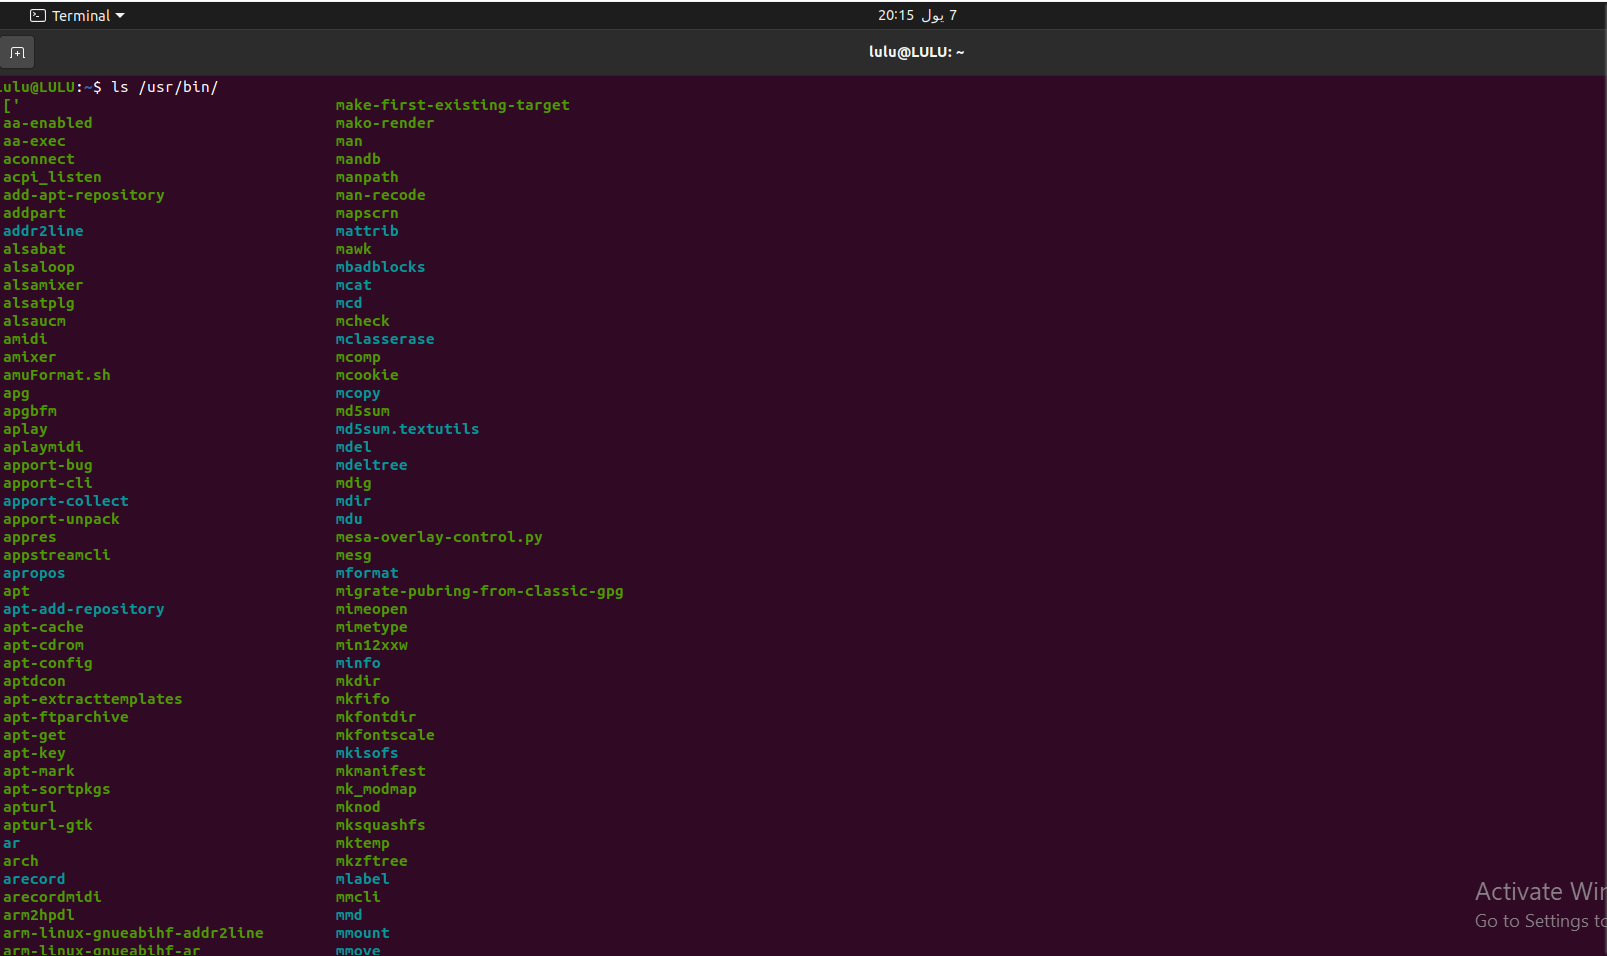 Terminal
7 يول 20:15
lulu@LULU: ~
lulu@LULU:~$ ls /usr/bin/
['	make-first-existing-target
aa-enabled	mako-render
aa-exec	man
aconnect	mandb
acpi_listen	manpath
add-apt-repository	man-recode
addpart	mapscrn
addr2line	mattrib
alsabat	mawk
alsaloop	mbadblocks
alsamixer	mcat
alsatplg	mcd
alsaucm	mcheck
amidi	mclasserase
amixer	mcomp
amuFormat.sh	mcookie
apg	mcopy
apgbfm	md5sum
aplay	md5sum.textutils
aplaymidi	mdel
apport-bug	mdeltree
apport-cli	mdig
apport-collect	mdir
apport-unpack	mdu
appres	mesa-overlay-control.py
appstreamcli	mesg
apropos	mformat
apt	migrate-pubring-from-classic-gpg
apt-add-repository	mimeopen
apt-cache	mimetype
apt-cdrom	min12xxw
apt-config	minfo
aptdcon	mkdir
apt-extracttemplates	mkfifo
apt-ftparchive	mkfontdir
apt-get	mkfontscale
apt-key	mkisofs
apt-mark	mkmanifest
apt-sortpkgs	mk_modmap
apturl	mknod
apturl-gtk	mksquashfs
ar	mktemp
arch	mkzftree
arecord	mlabel
arecordmidi	mmcli
arm2hpdl	mmd
arm-linux-gnueabihf-addr2line	mmount
arm-linux-gnueabihf-ar	mmove
Activate Win
Go to Settings to